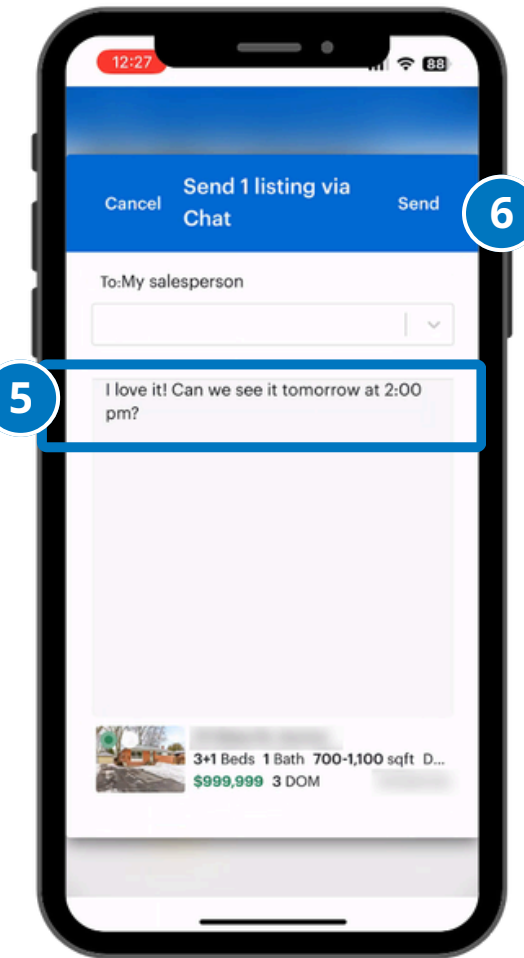 12:27
88
Cancel
Send 1 listing via
Chat
Send
6
To:My salesperson
5
I love it! Can we see it tomorrow at 2:00
pm?
3+1 Beds 1 Bath 700-1,100 sqft D...
$999,999 3 DOM